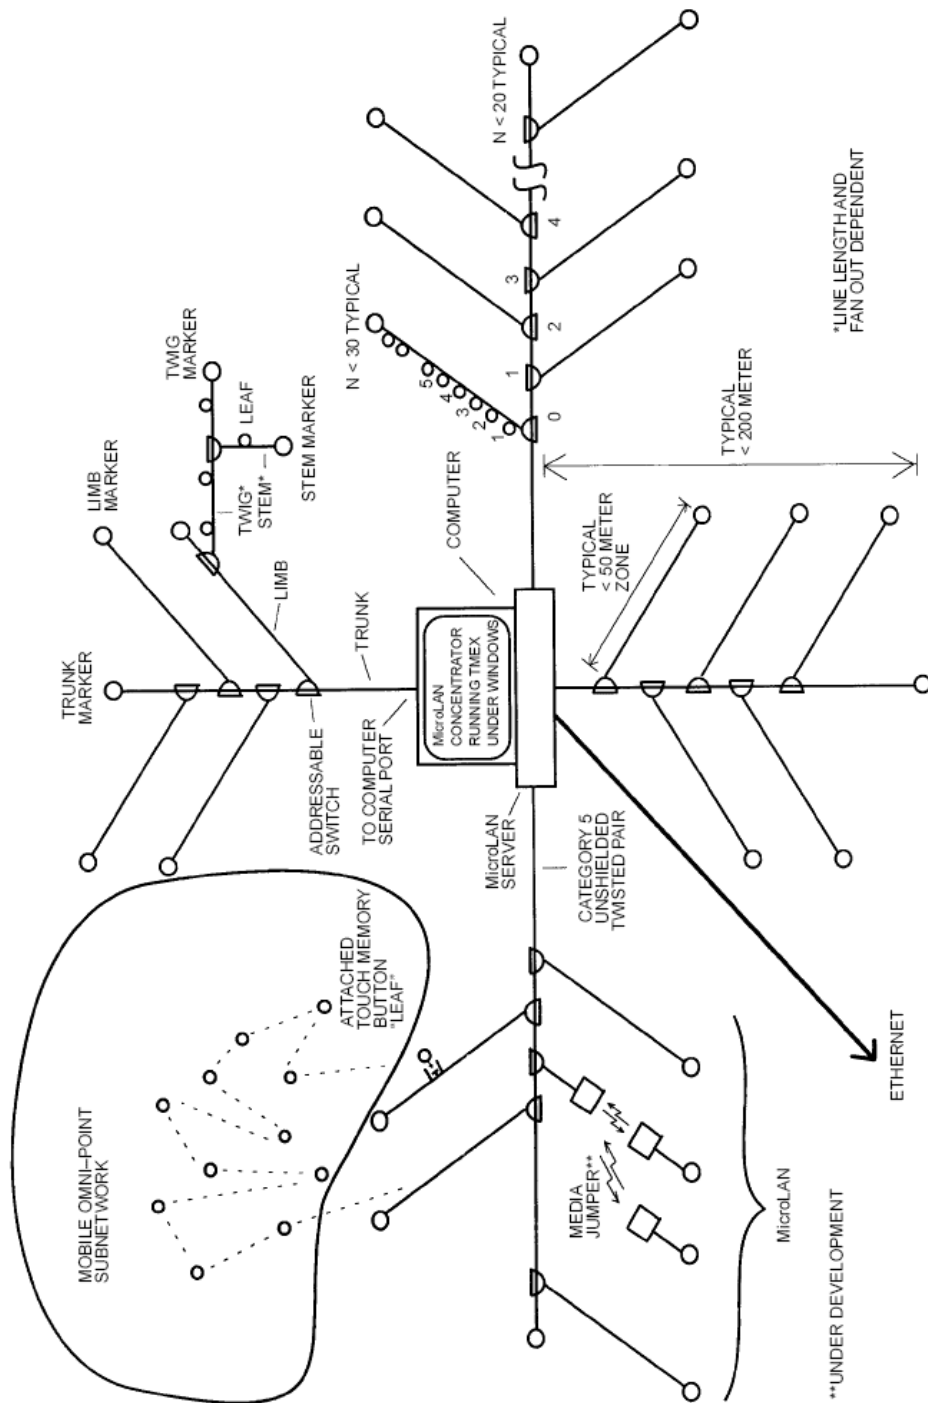 MOBILE OMNI–POINT
SUBNETWORK
ATTACHED
TOUCH MEMORY
BUTTON
"LEAF"
TRUNK
MARKER
LIMB
MARKER
TWIG
MARKER
LEAF
TWIG*
STEM*
STEM MARKER
LIMB
TRUNK
ADDRESSABLE
SWITCH
TO COMPUTER
SERIAL PORT
COMPUTER
MicroLAN
CONCENTRATOR
RUNNING TMEX
UNDER WINDOWS
MicroLAN
SERVER
N < 30 TYPICAL
1
2
3
4
5
N < 20 TYPICAL
0
1
2
3
4
CATEGORY 5
UNSHIELDED
TWISTED PAIR
TYPICAL
< 50 METER
ZONE
TYPICAL
< 200 METER
MEDIA
JUMPER**
MicroLAN
ETHERNET
*LINE LENGTH AND
FAN OUT DEPENDENT
**UNDER DEVELOPMENT